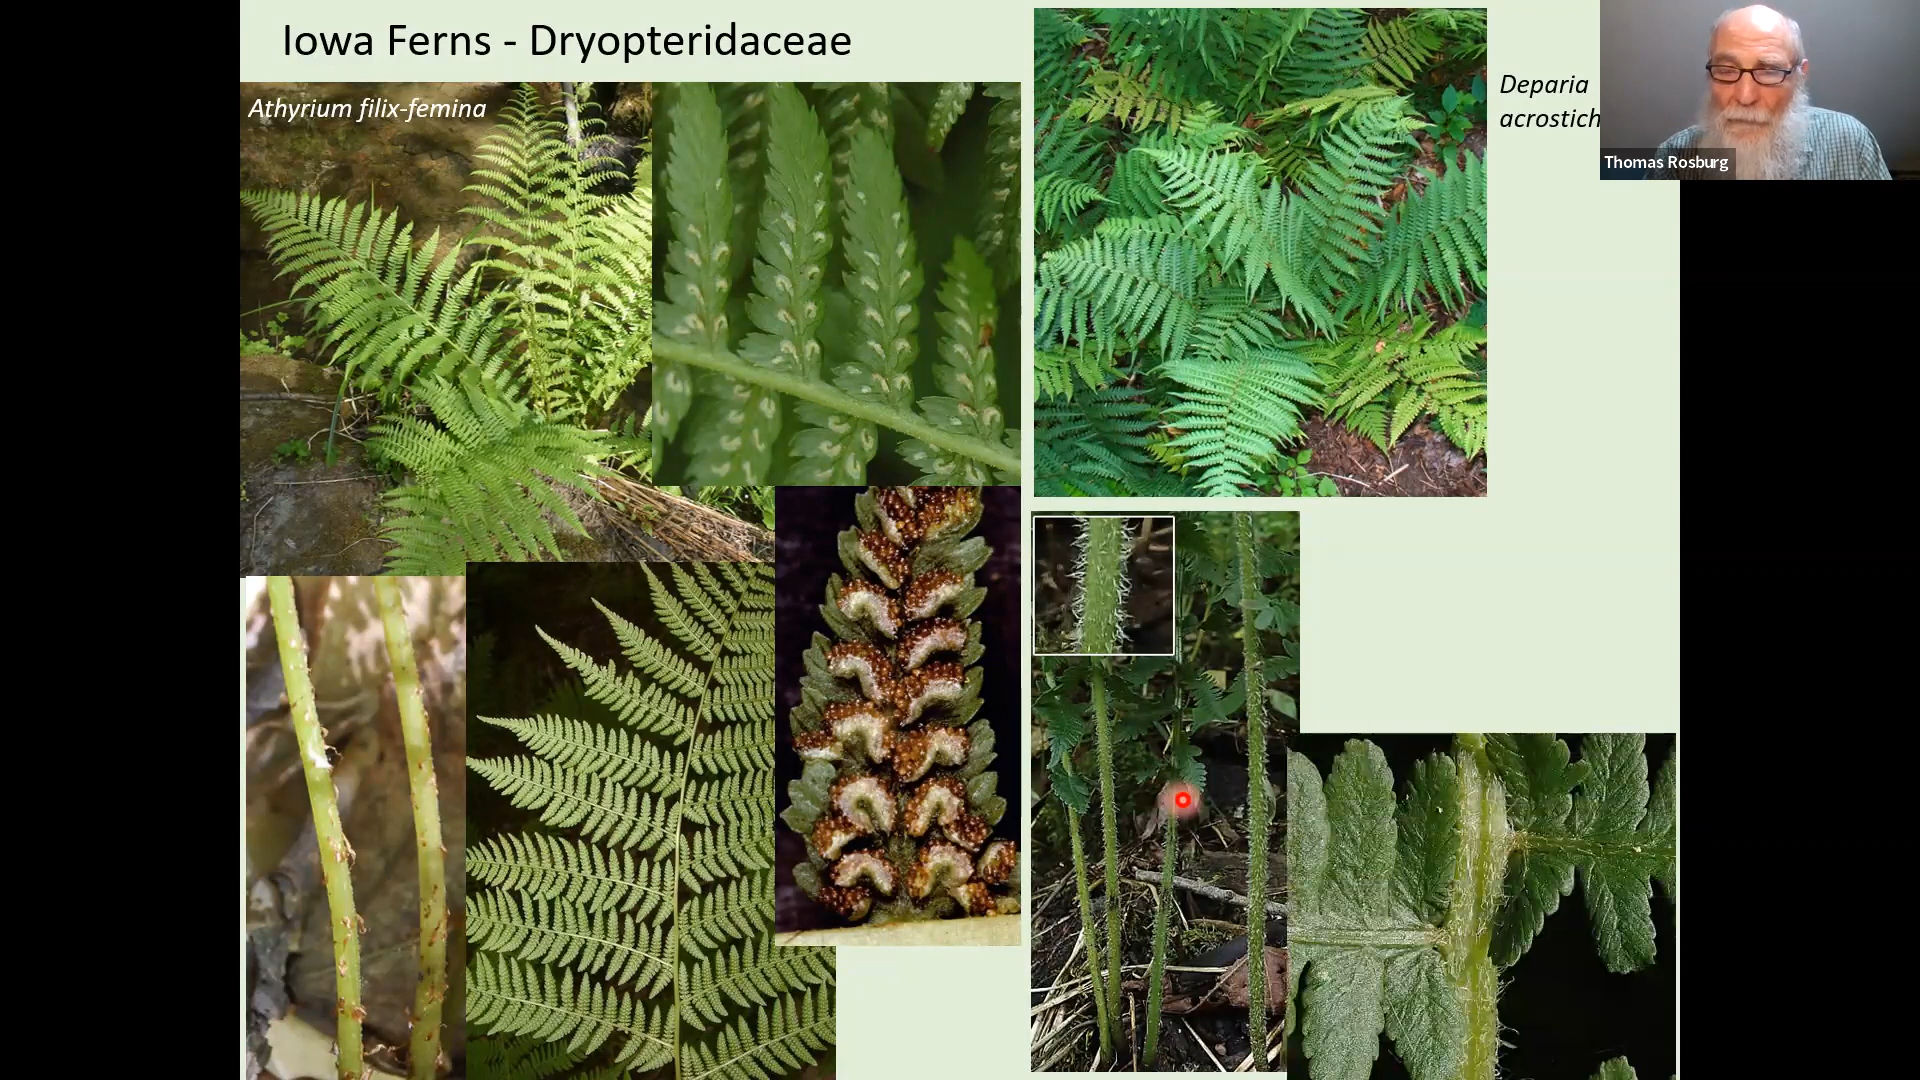 Iowa Ferns - Dryopteridaceae
Athyrium filix-femina
Deparia
acrostich
Thomas Rosburg